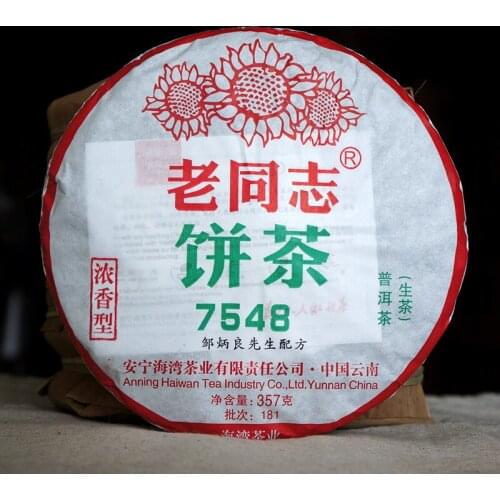 老同志®
饼茶
浓香型
7548
普洱茶
(生茶)
邹炳良先生配方
安宁海湾茶业有限责任公司·中国云南
Anning Haiwan Tea Industry Co.,Ltd.Yunnan China
净含量:357克
批次:181
海湾茶业